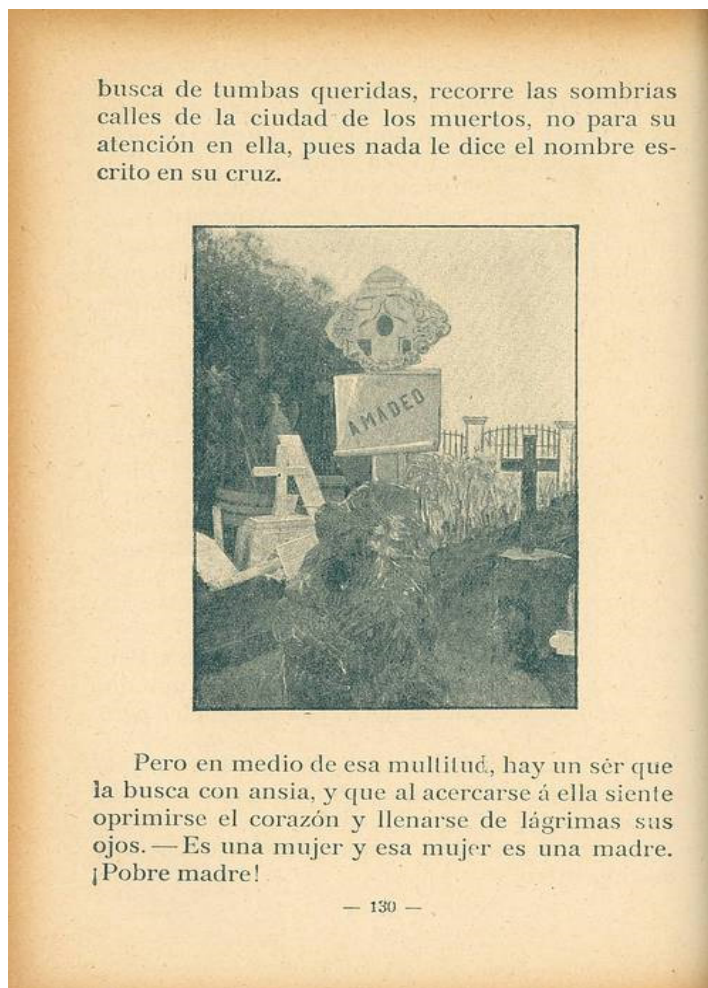 busca de tumbas queridas, recorre las sombrías
calles de la ciudad de los muertos, no para su
atención en ella, pues nada le dice el nombre es-
crito en su cruz.
AMADEO
Pero en medio de esa multitud, hay un sér que
la busca con ansia, y que al acercarse á ella siente
oprimirse el corazón y llenarse de lágrimas sus
ojos.—Es una mujer y esa mujer es una madre.
¡Pobre madre!
— 130 —